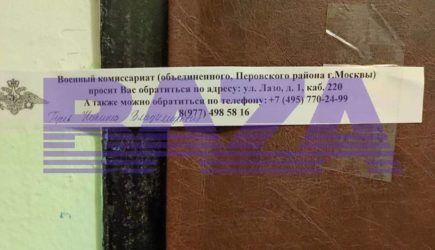 Военный комиссариат (объединенного, Перовского района г.Москвы)
просит Вас обратиться по адресу: ул. Лазо, д. 1, каб. 220
А также можно обратиться по телефону: +7 (495) 770-24-99
8(977) 498 58 16
BAZA